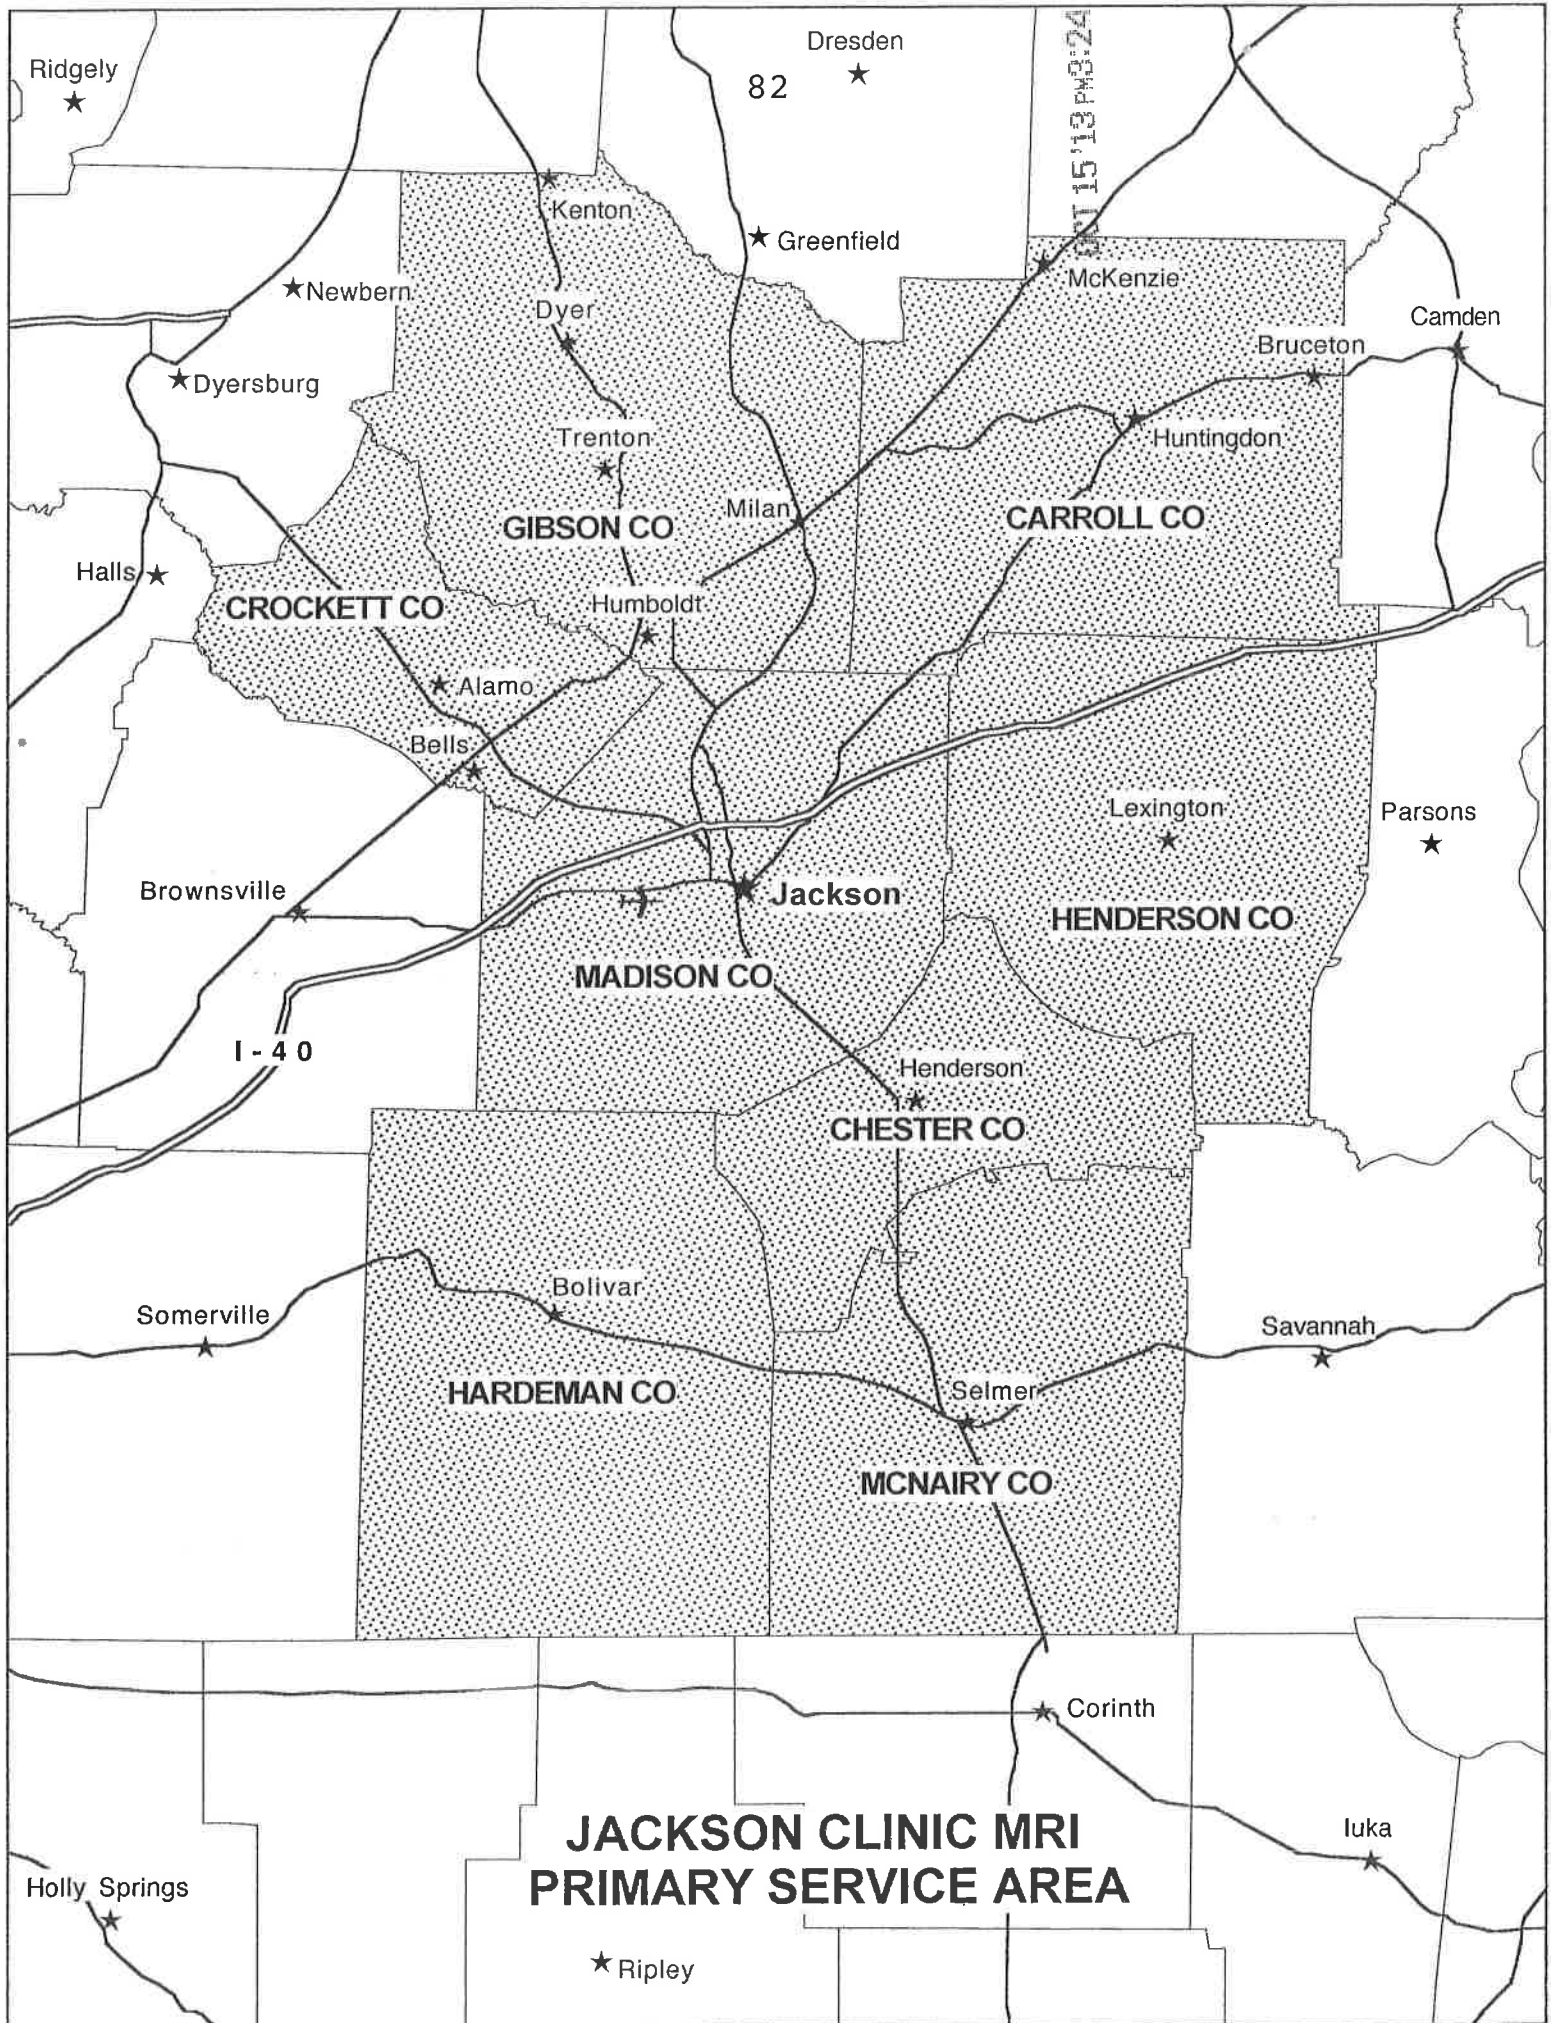 Dresden
Ridgely
82
OCT 15'13 PM3:24
Kenton
Greenfield
McKenzie
Newbern
Dyer
Camden
Bruceton
Dyersburg
Trenton
Huntingdon
Milan
GIBSON CO
CARROLL CO
Halls
CROCKETT CO
Humboldt
Alamo
Bells
Lexington
Parsons
Brownsville
Jackson
HENDERSON CO
MADISON CO
I-40
Henderson
CHESTER CO
Bolivar
Somerville
Savannah
HARDEMAN CO
Selmer
MCNAIRY CO
Corinth
JACKSON CLINIC MRI
PRIMARY SERVICE AREA
Iuka
Holly Springs
Ripley